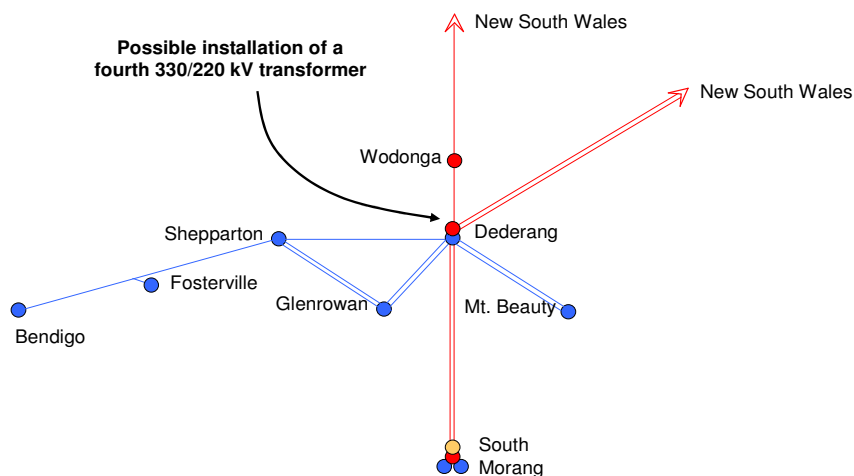 New South Wales
Possible installation of a
fourth 330/220 kV transformer
New South Wales
Wodonga
Shepparton
Dederang
Fosterville
Glenrowan
Mt. Beauty
Bendigo
South
Morang